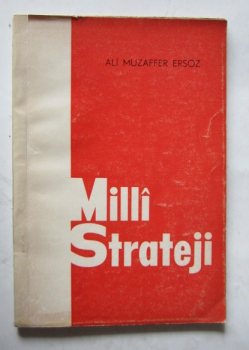 ALİ MUZAFFER ERSÖZ
Millî
Strateji